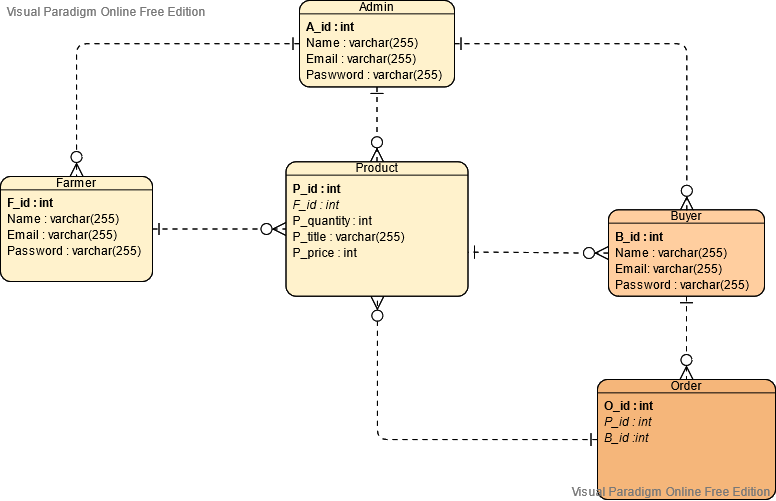 Visual Paradigm Online Free Edition
Admin
A_id : int
Name : varchar(255)
Email : varchar(255)
Paswword : varchar(255)
Farmer
F_id : int
Name : varchar(255)
Email : varchar(255)
Password : varchar(255)
Product
P_id : int
F_id : int
P_quantity : int
P_title : varchar(255)
P_price : int
Buyer
B_id : int
Name : varchar(255)
Email: varchar(255)
Password : varchar(255)
Order
O_id : int
P_id : int
B_id :int
Visual Paradigm Online Free Edition